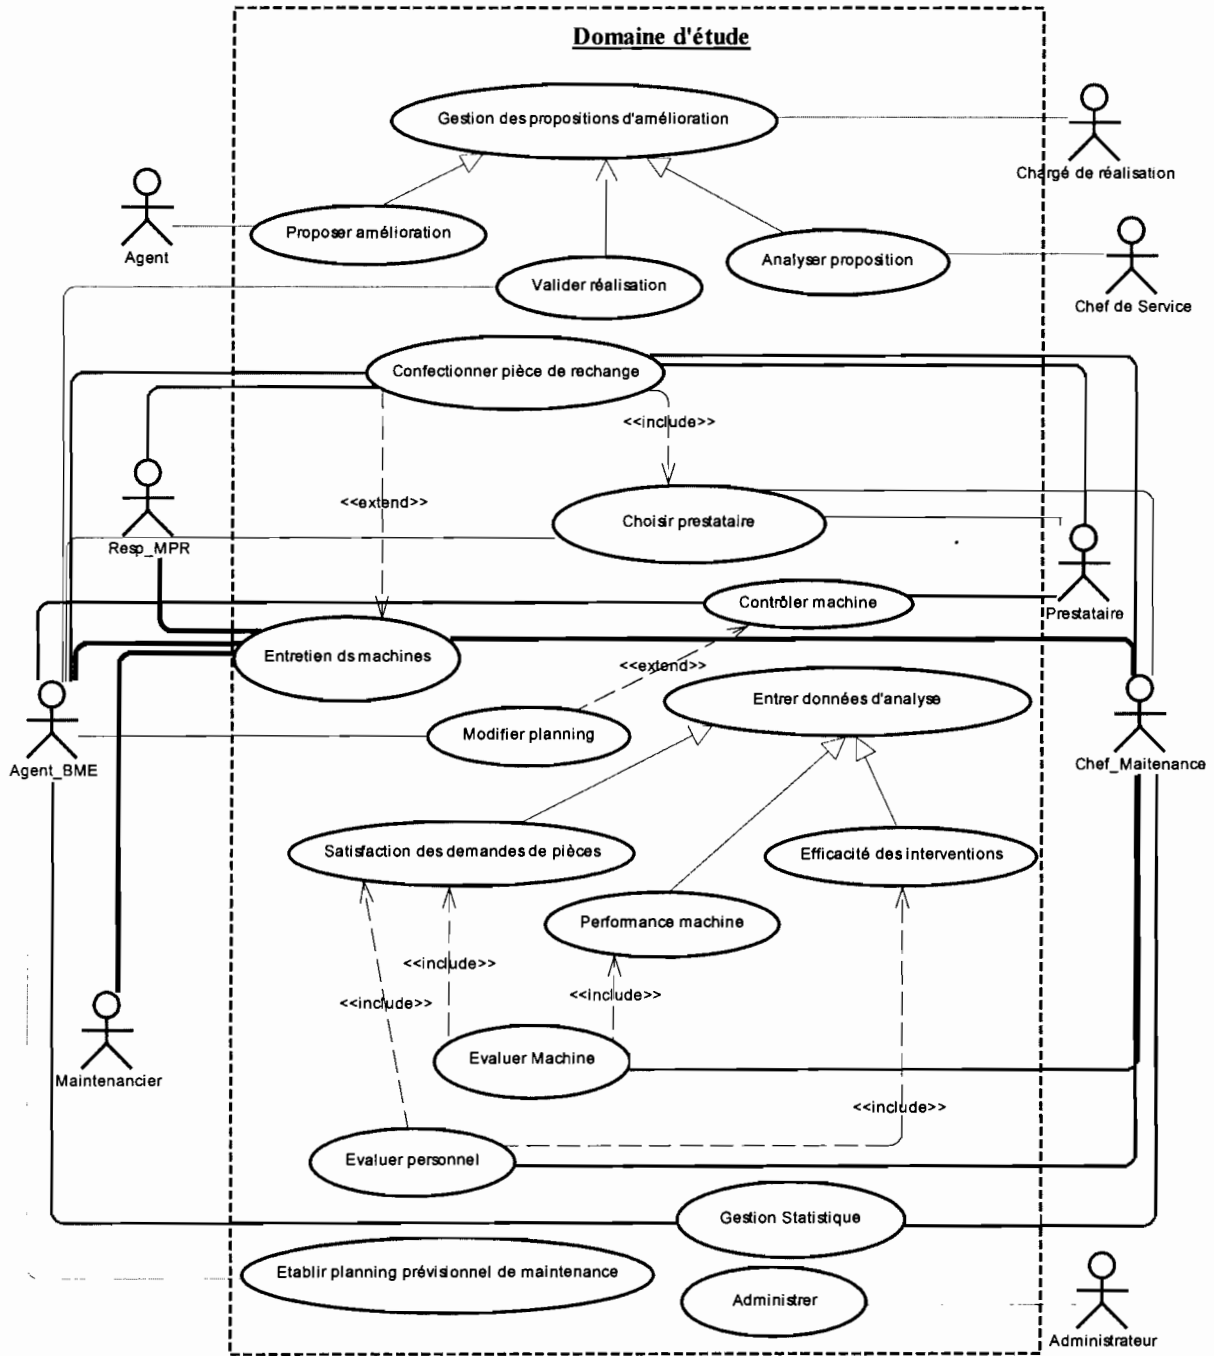 Domaine d'étude
Gestion des propositions d'amélioration
Chargé de réalisation
Agent
Proposer amélioration
Analyser proposition
Valider réalisation
Chef de Service
Confectionner pièce de rechange
<<include>>
<<extend>>
Choisir prestataire
Resp_MPR
Prestataire
Contrôler machine
Entretien ds machines
<<extend>>
Entrer données d'analyse
Modifier planning
Agent_BME
Chef_Maitenance
Satisfaction des demandes de pièces
Efficacité des interventions
Performance machine
<<include>>
<<include>>
<<include>>
Evaluer Machine
Maintenancier
<<include>>
Evaluer personnel
Gestion Statistique
Etablir planning prévisionnel de maintenance
Administrer
Administrateur